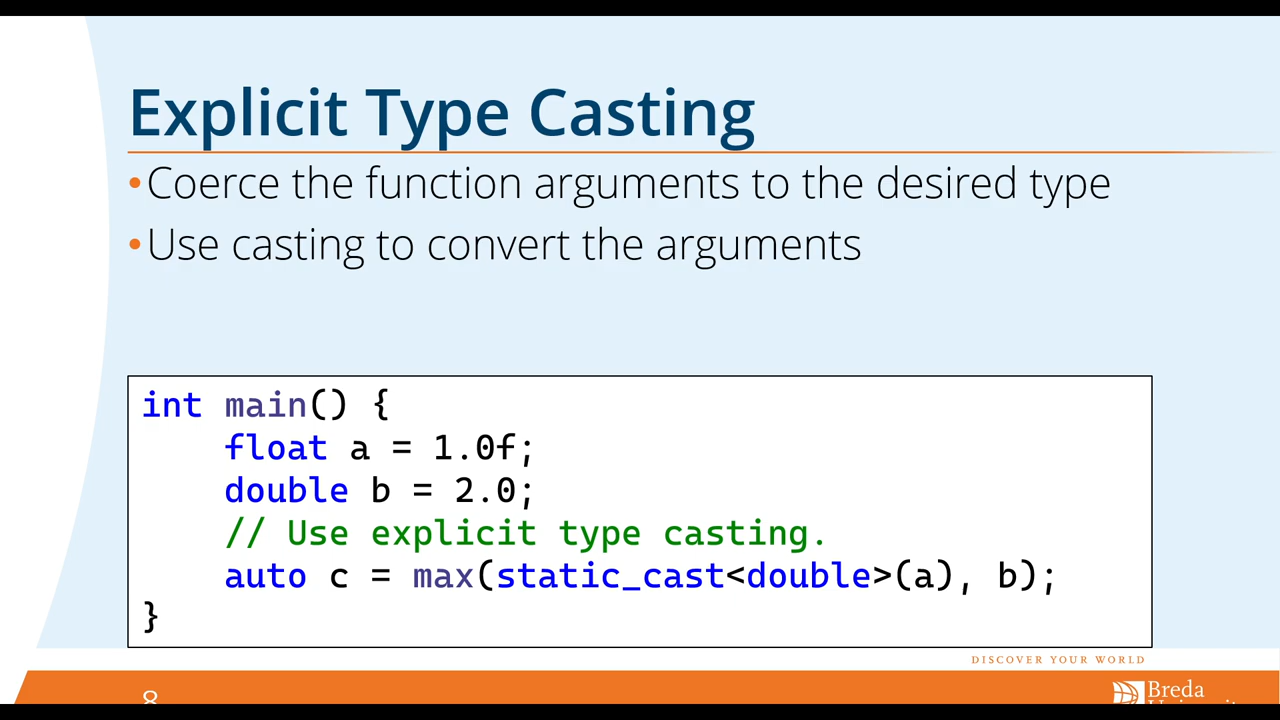 Explicit Type Casting
•Coerce the function arguments to the desired type
•Use casting to convert the arguments
int main() {
    float a = 1.0f;
    double b = 2.0;
    // Use explicit type casting.
    auto c = max(static_cast<double>(a), b);
}
DISCOVER YOUR WORLD
8
Breda